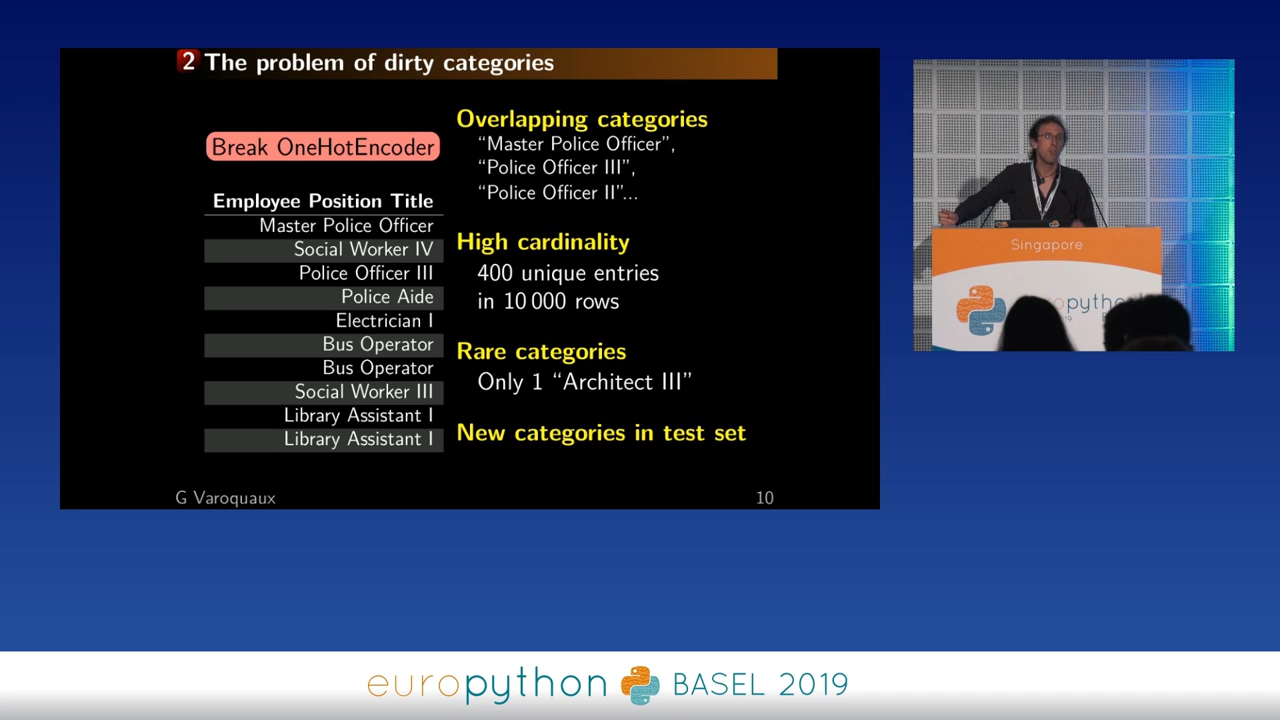 2 The problem of dirty categories
Break OneHotEncoder
Employee Position Title
Master Police Officer
Social Worker IV
Police Officer III
Police Aide
Electrician I
Bus Operator
Bus Operator
Social Worker III
Library Assistant I
Library Assistant I
Overlapping categories
“Master Police Officer”,
“Police Officer III”,
“Police Officer II”...
High cardinality
400 unique entries
in 10 000 rows
Rare categories
Only 1 “Architect III”
New categories in test set
G Varoquaux
10
Singapore
europython
europython BASEL 2019